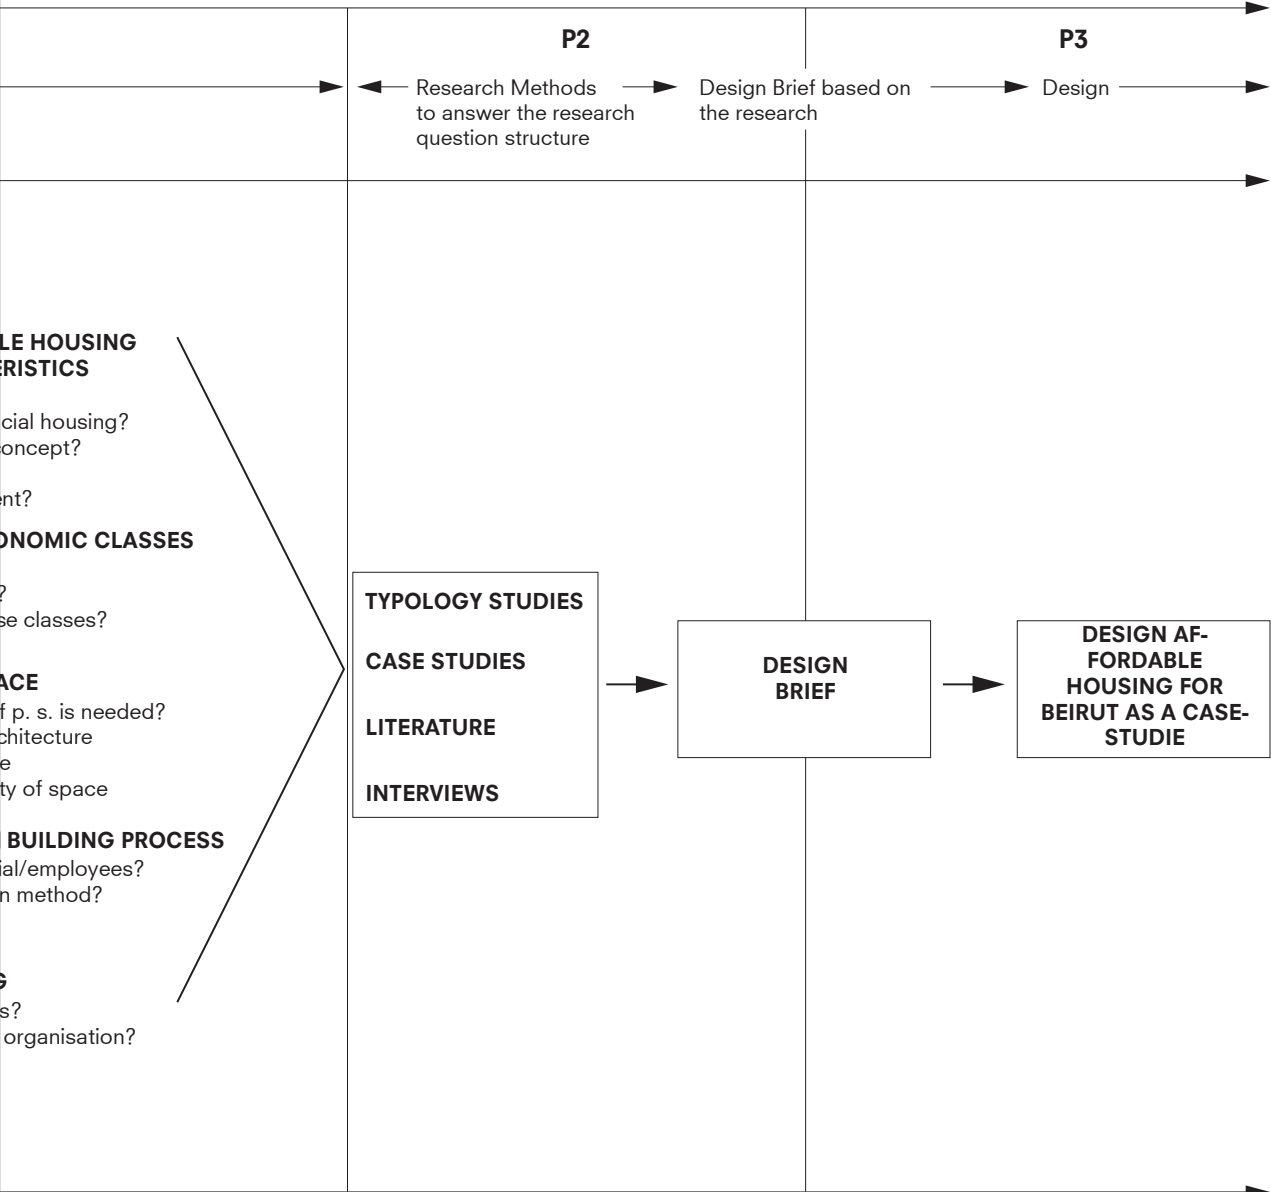 P2
P3
Research Methods
to answer the research
question structure
Design Brief based on
the research
Design
LE HOUSING
ERISTICS
cial housing?
concept?
ent?
ONOMIC CLASSES
?
se classes?
ACE
f p. s. is needed?
chitecture
e
ty of space
BUILDING PROCESS
ial/employees?
n method?
G
s?
organisation?
TYPOLOGY STUDIES
CASE STUDIES
LITERATURE
INTERVIEWS
DESIGN
BRIEF
DESIGN AF-
FORDABLE
HOUSING FOR
BEIRUT AS A CASE-
STUDIE